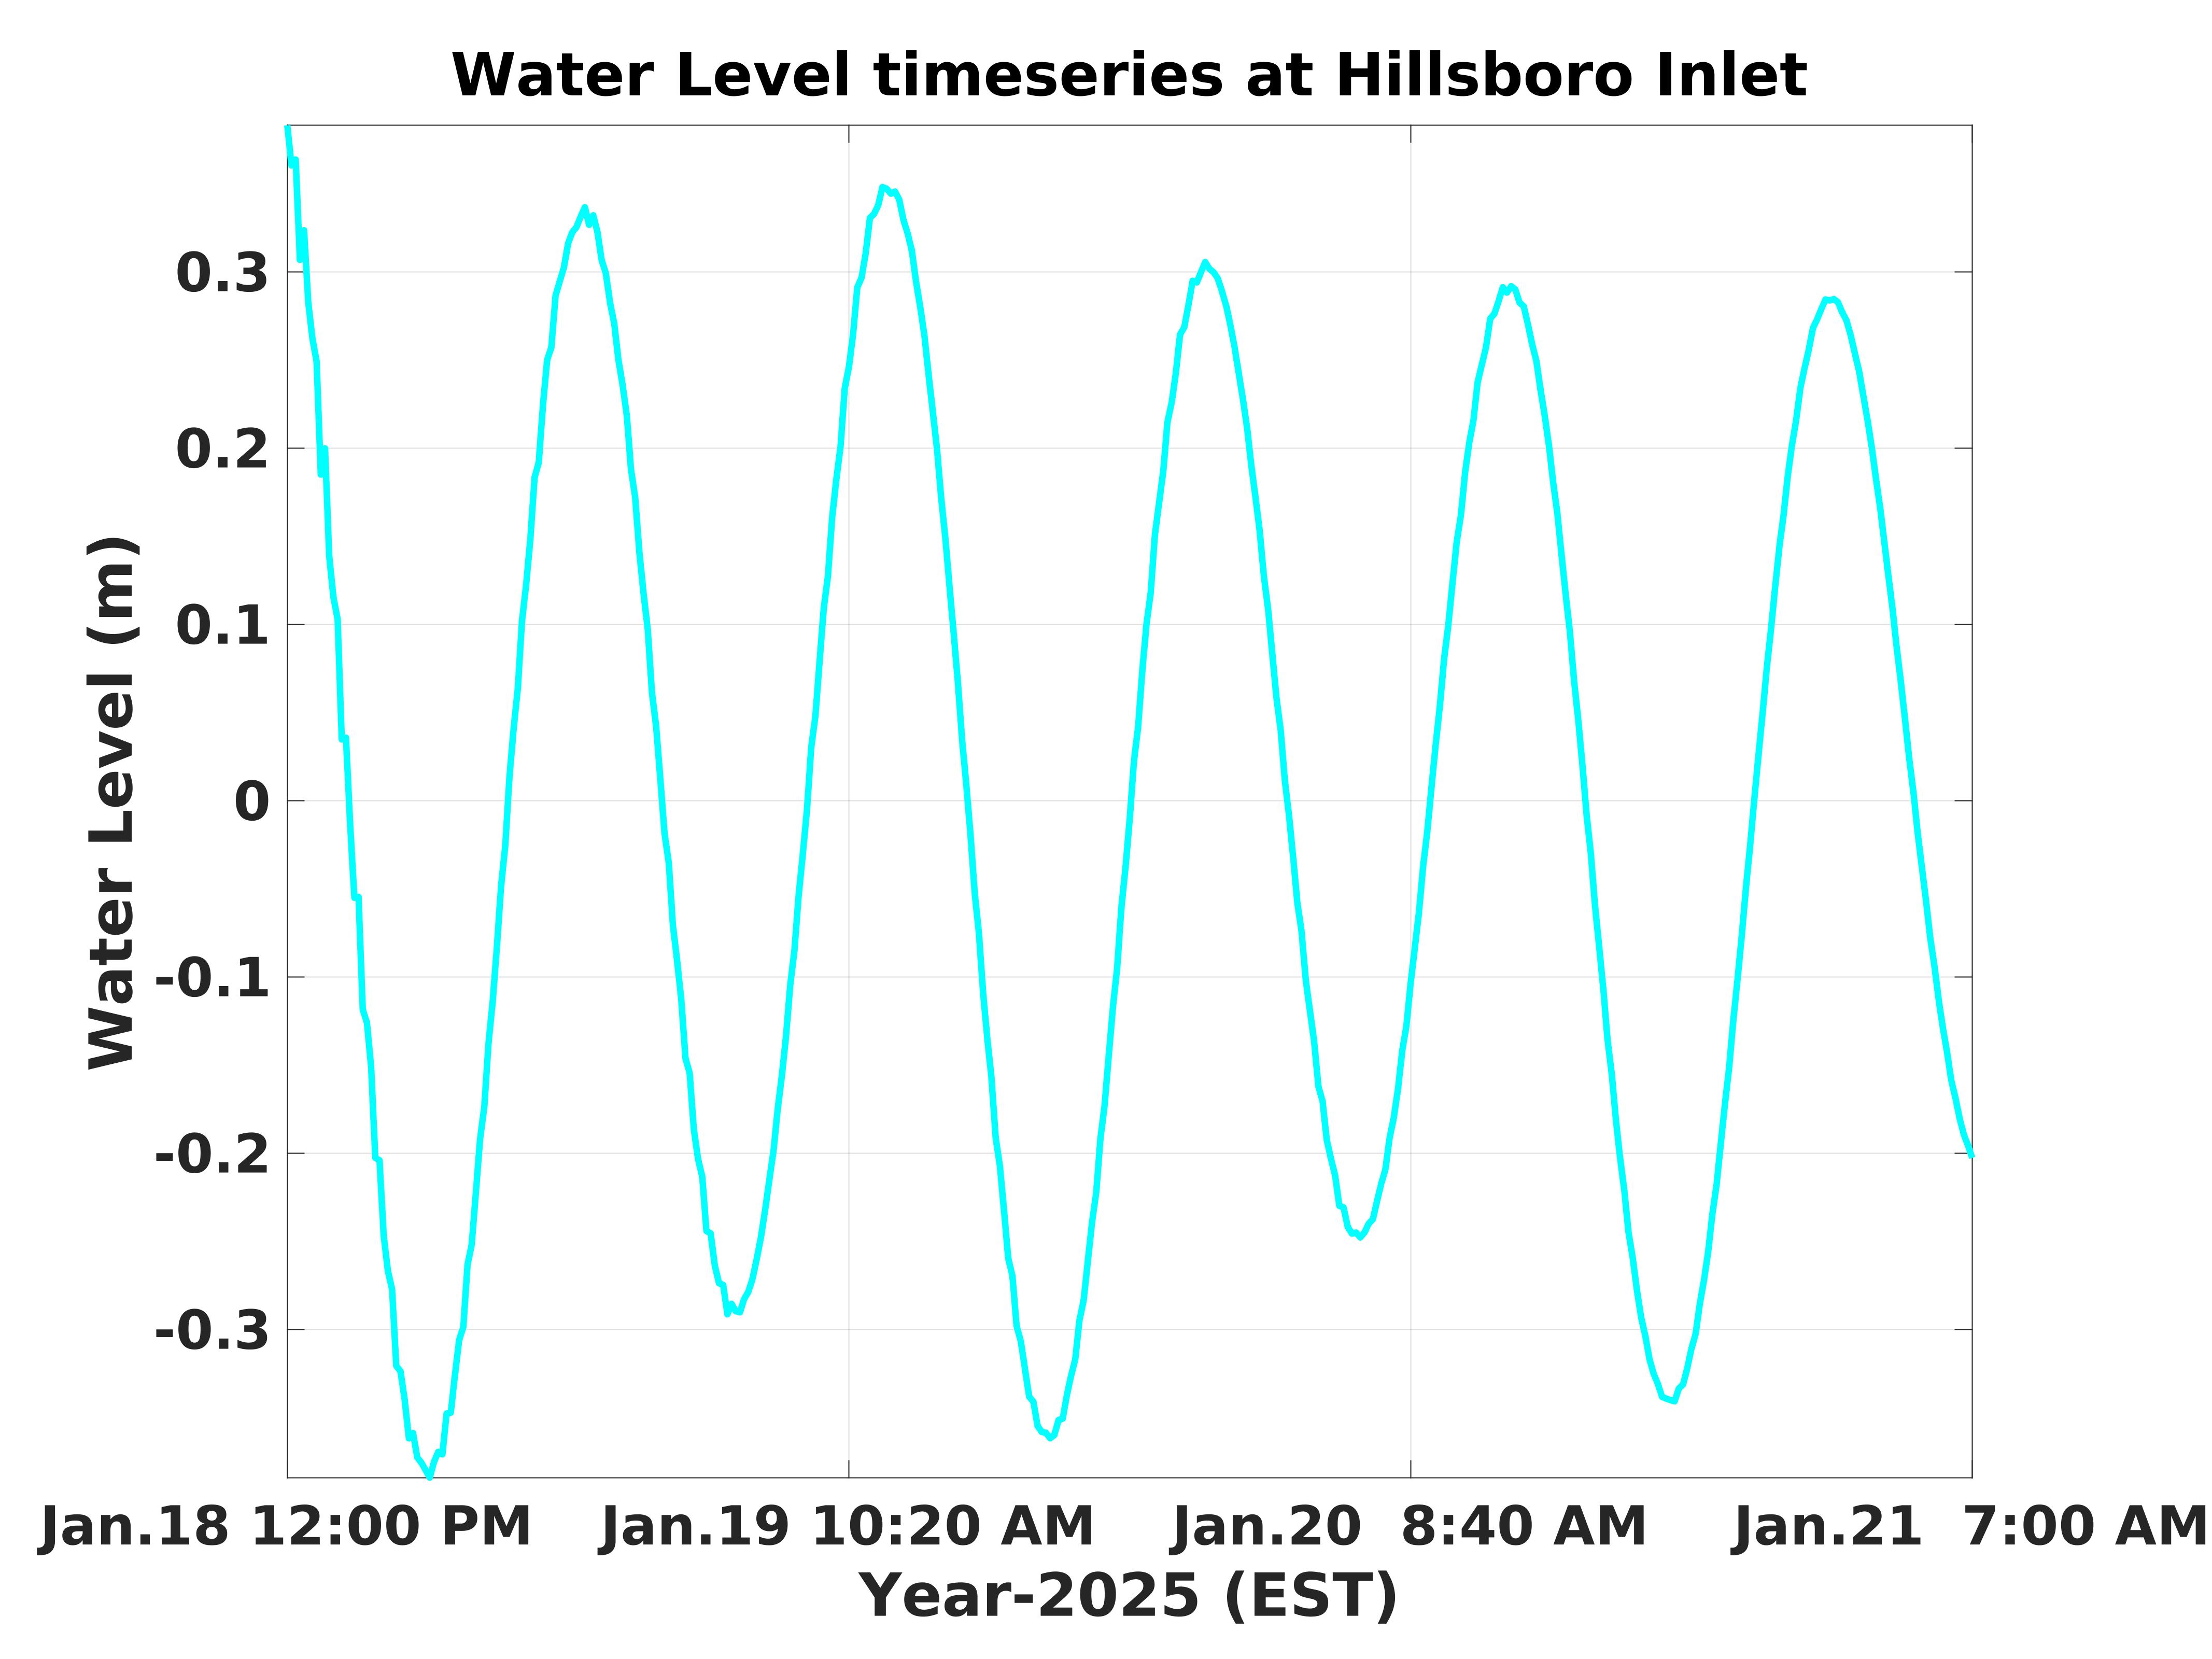 Water Level timeseries at Hillsboro Inlet
Water Level (m)
0.3
0.2
0.1
0
-0.1
-0.2
-0.3
Jan.18 12:00 PM Jan.19 10:20 AM Jan.20 8:40 AM Jan.21 7:00 AM
Year-2025 (EST)